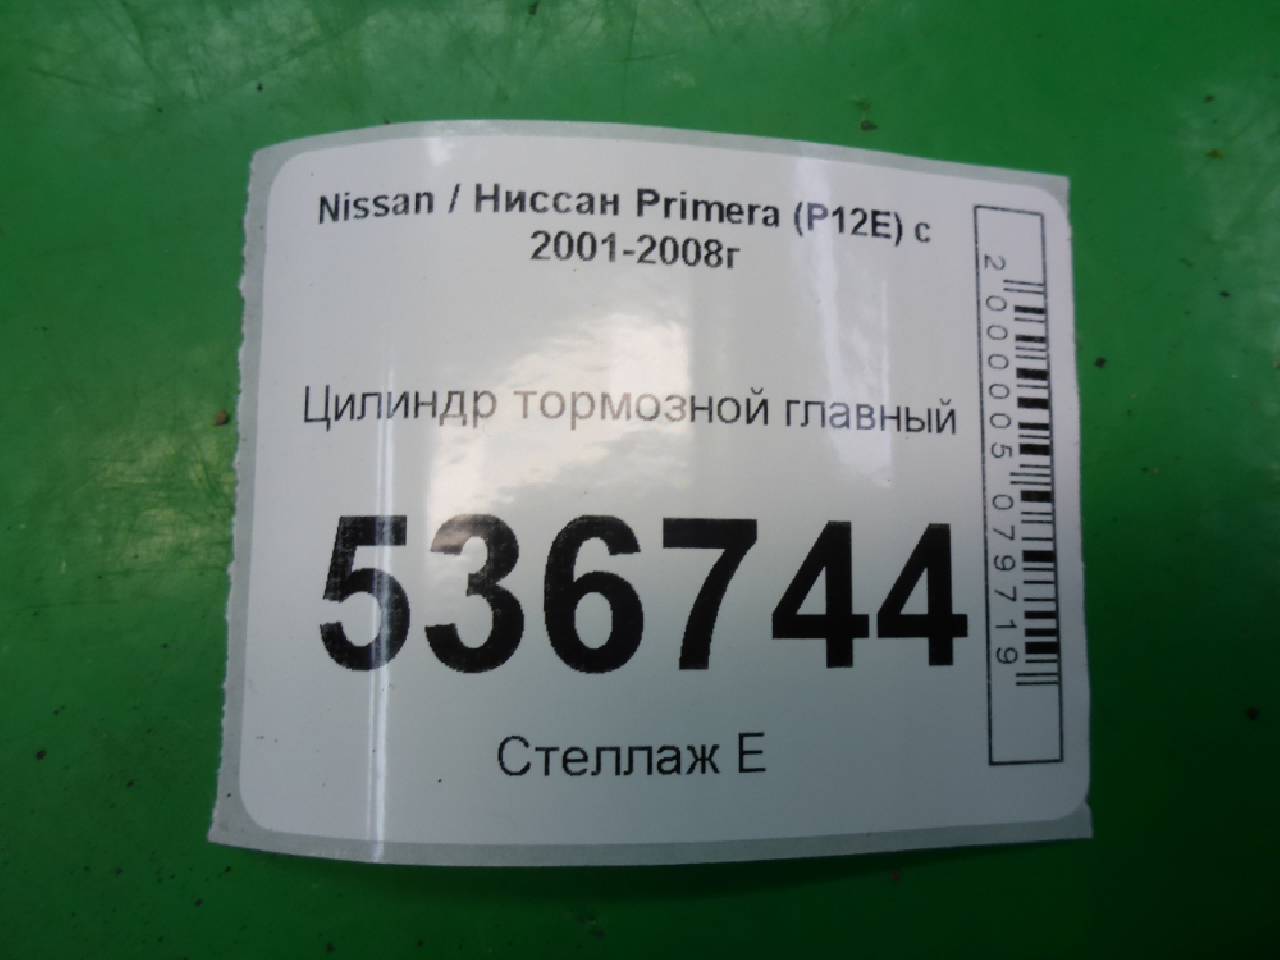 Nissan / Ниссан Primera (P12E) с
2001-2008г
Цилиндр тормозной главный
536744
Стеллаж E
2000005079719